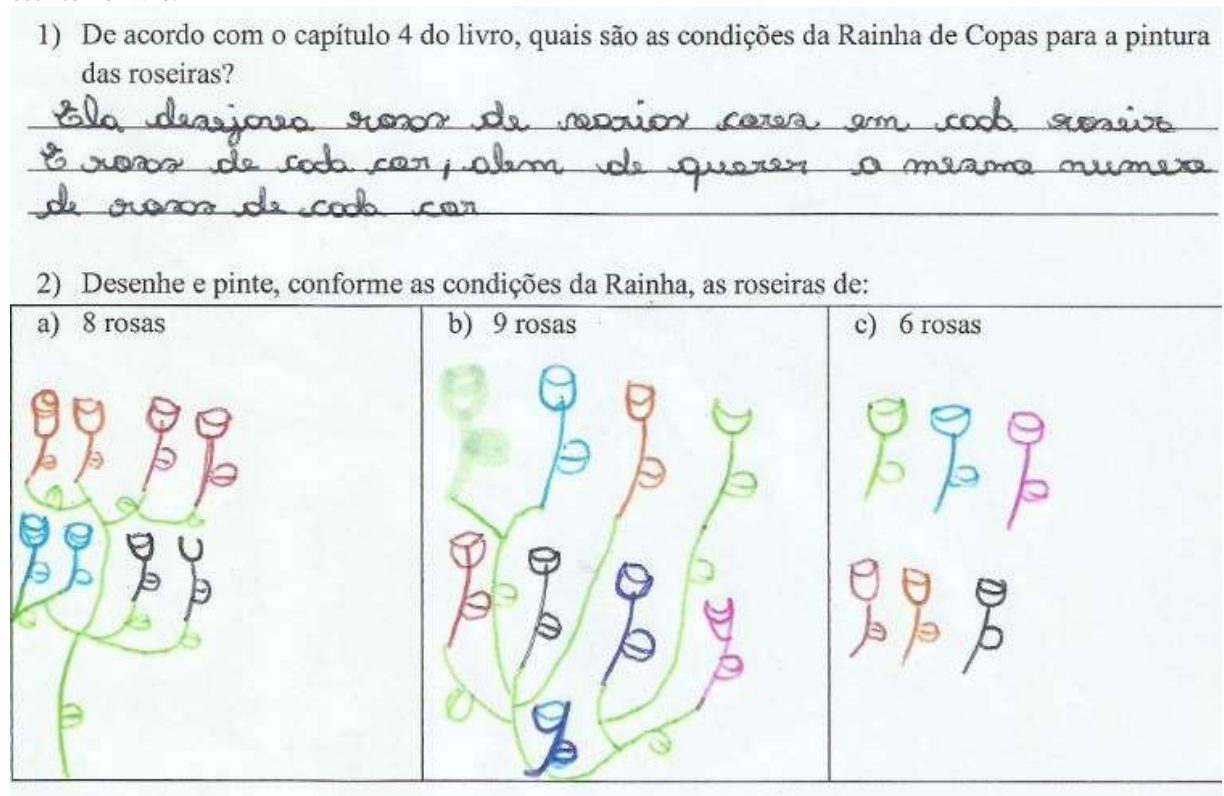 1) De acordo com o capítulo 4 do livro, quais são as condições da Rainha de Copas para a pintura
das roseiras?
Ela desejava rosas de varias cores em cada roseira
E rosas de cada cor, alem de querer o mesmo numero
de rosas de cada cor
2) Desenhe e pinte, conforme as condições da Rainha, as roseiras de:
a) 8 rosas
b) 9 rosas
c) 6 rosas